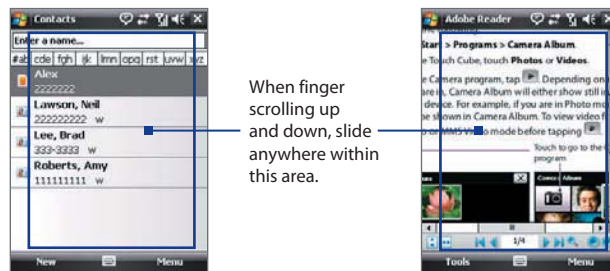 Contacts
Enter a name...
#ab cde fgh ijk lmn opq rst uvw xyz
Alex
2222222
Lawson, Neil
222222222 w
Lee, Brad
333-3333 w
Roberts, Amy
111111111 w
New
Menu
When finger
scrolling up
and down, slide
anywhere within
this area.
Adobe Reader
Start > Programs > Camera Album.
Touch Cube, touch Photos or Videos.
Camera program, tap . Depending on
are in, Camera Album will either show still
device. For example, if you are in Photo mo
be shown in Camera Album. To view video f
or MMS Video mode before tapping
Touch to go to the
program
Camera Album
1/4
Tools
Menu